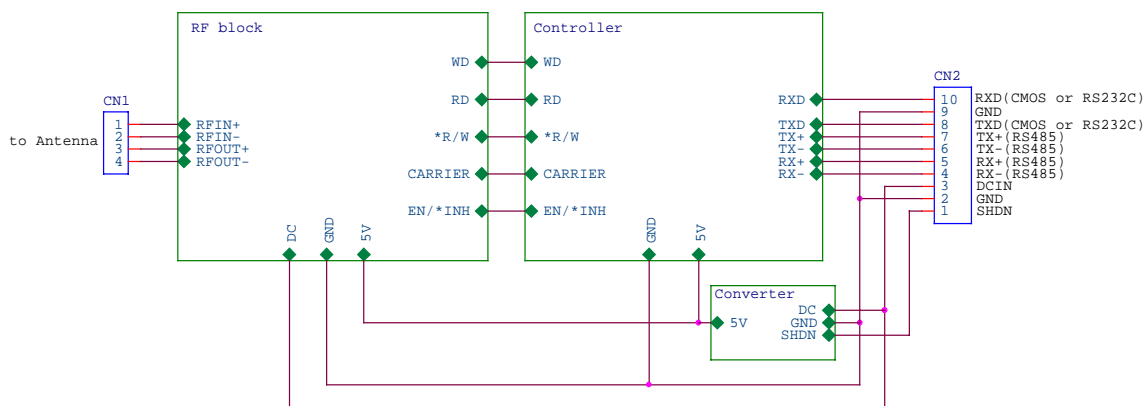 RF block
Controller
WD
WD
CN2
RD
RD
RXD
10
RXD(CMOS or RS232C)
CN1
9
GND
1
RFIN+
TXD
8
TXD(CMOS or RS232C)
2
RFIN-
*R/W
*R/W
TX+
7
TX+(RS485)
to Antenna
3
RFOUT+
TX-
6
TX-(RS485)
4
RFOUT-
RX+
5
RX+(RS485)
CARRIER
CARRIER
RX-
4
RX-(RS485)
3
DCIN
2
GND
EN/*INH
EN/*INH
1
SHDN
DC
GND
5V
GND
5V
Converter
DC
5V
GND
SHDN